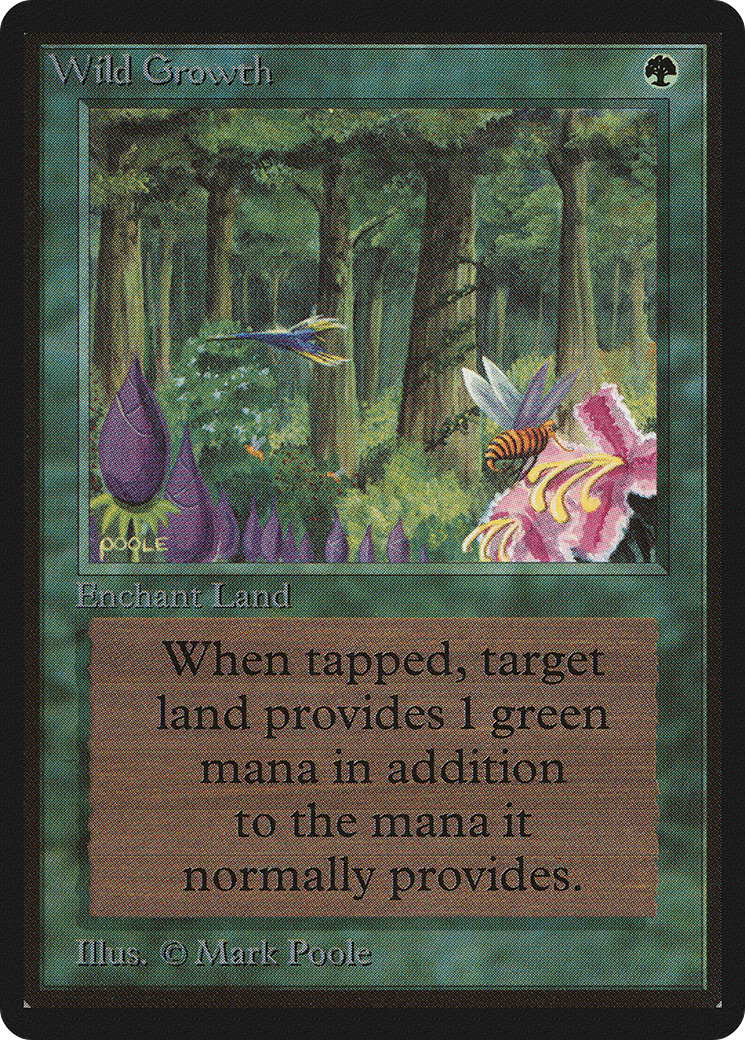 Wild Growth
POOLE
Enchant Land
When tapped, target
land provides 1 green
mana in addition
to the mana it
normally provides.
Illus. © Mark Poole